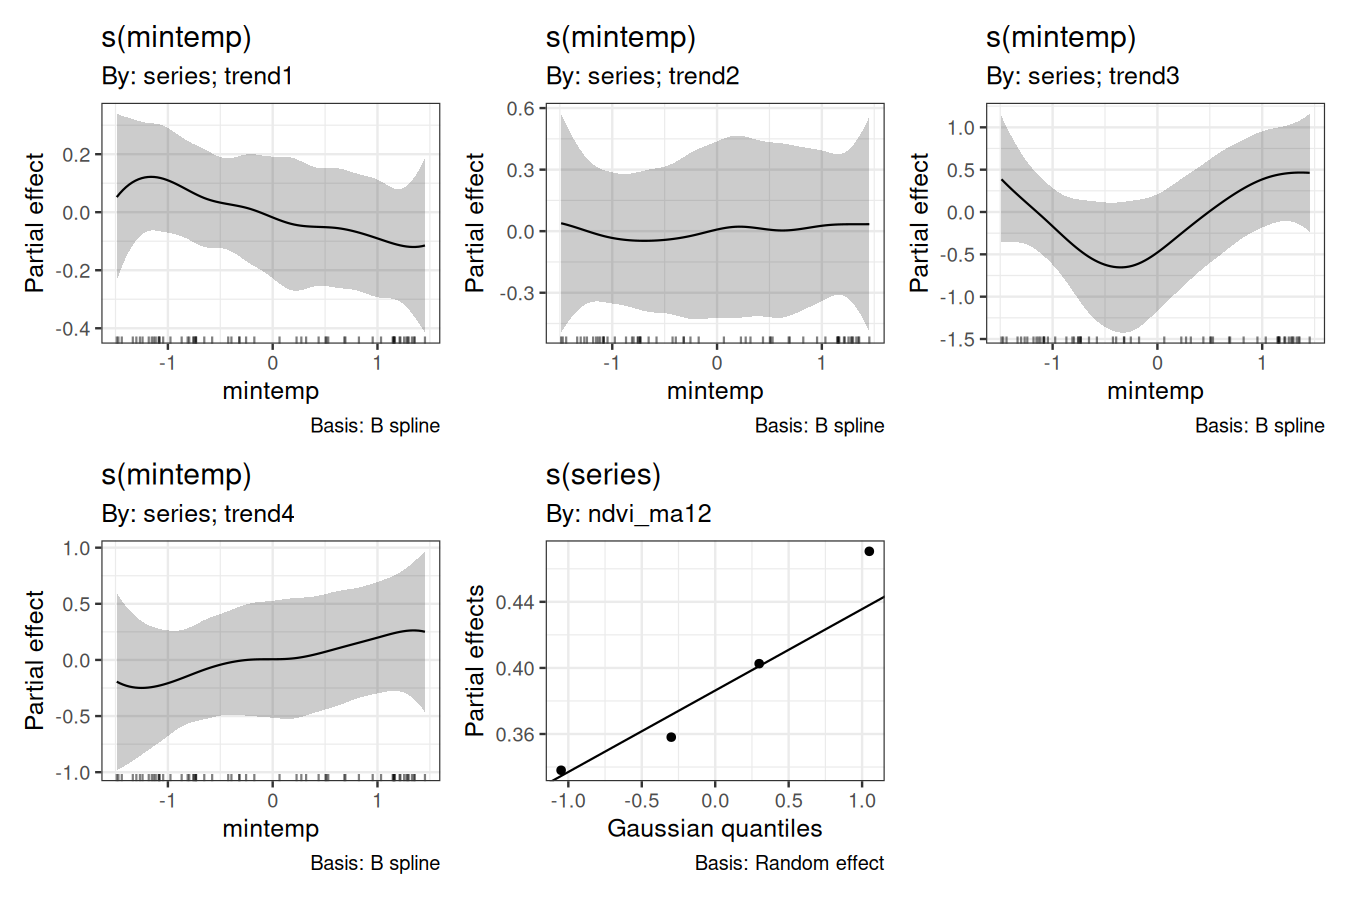 s(mintemp)
By: series; trend1
Partial effect
0.2
0.0
-0.2
-0.4
-1
0
1
mintemp
Basis: B spline
s(mintemp)
By: series; trend2
Partial effect
0.6
0.3
0.0
-0.3
-1
0
1
mintemp
Basis: B spline
s(mintemp)
By: series; trend3
Partial effect
1.0
0.5
0.0
-0.5
-1.0
-1.5
-1
0
1
mintemp
Basis: B spline
s(mintemp)
By: series; trend4
Partial effect
1.0
0.5
0.0
-0.5
-1.0
-1
0
1
mintemp
Basis: B spline
s(series)
By: ndvi_ma12
Partial effects
0.44
0.40
0.36
-1.0
-0.5
0.0
0.5
1.0
Gaussian quantiles
Basis: Random effect